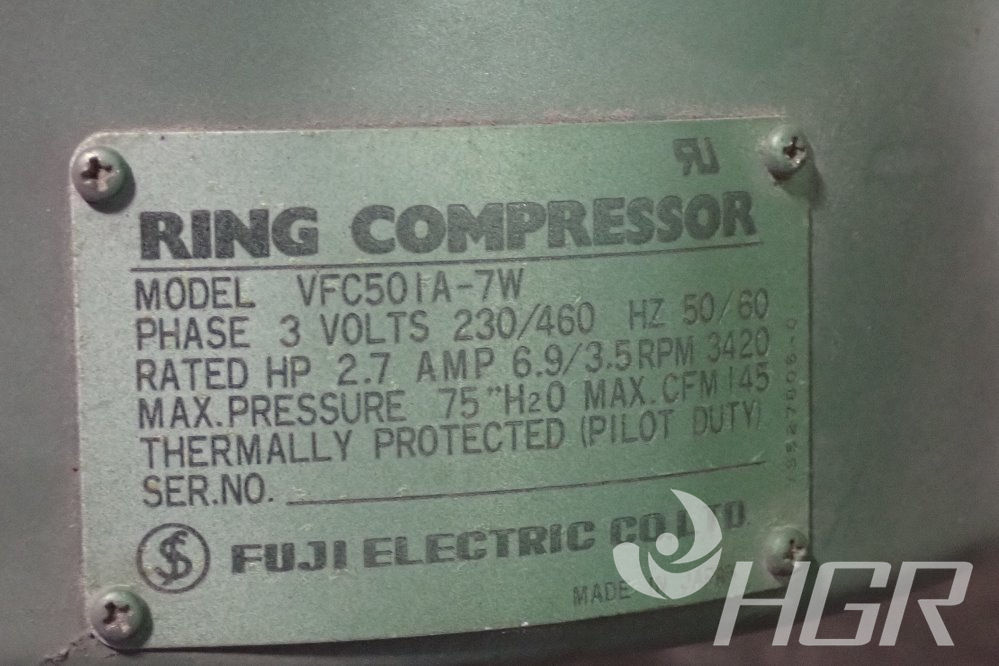 RU
RING COMPRESSOR
MODEL VFC501A-7W
PHASE 3 VOLTS 230/460 HZ 50/60
RATED HP 2.7 AMP 6.9/3.5 RPM 3420
MAX. PRESSURE 75"H2O MAX. CFM 145
THERMALLY PROTECTED (PILOT DUTY)
SER.NO.
FUJI ELECTRIC CO., LTD.
MADE
HGR